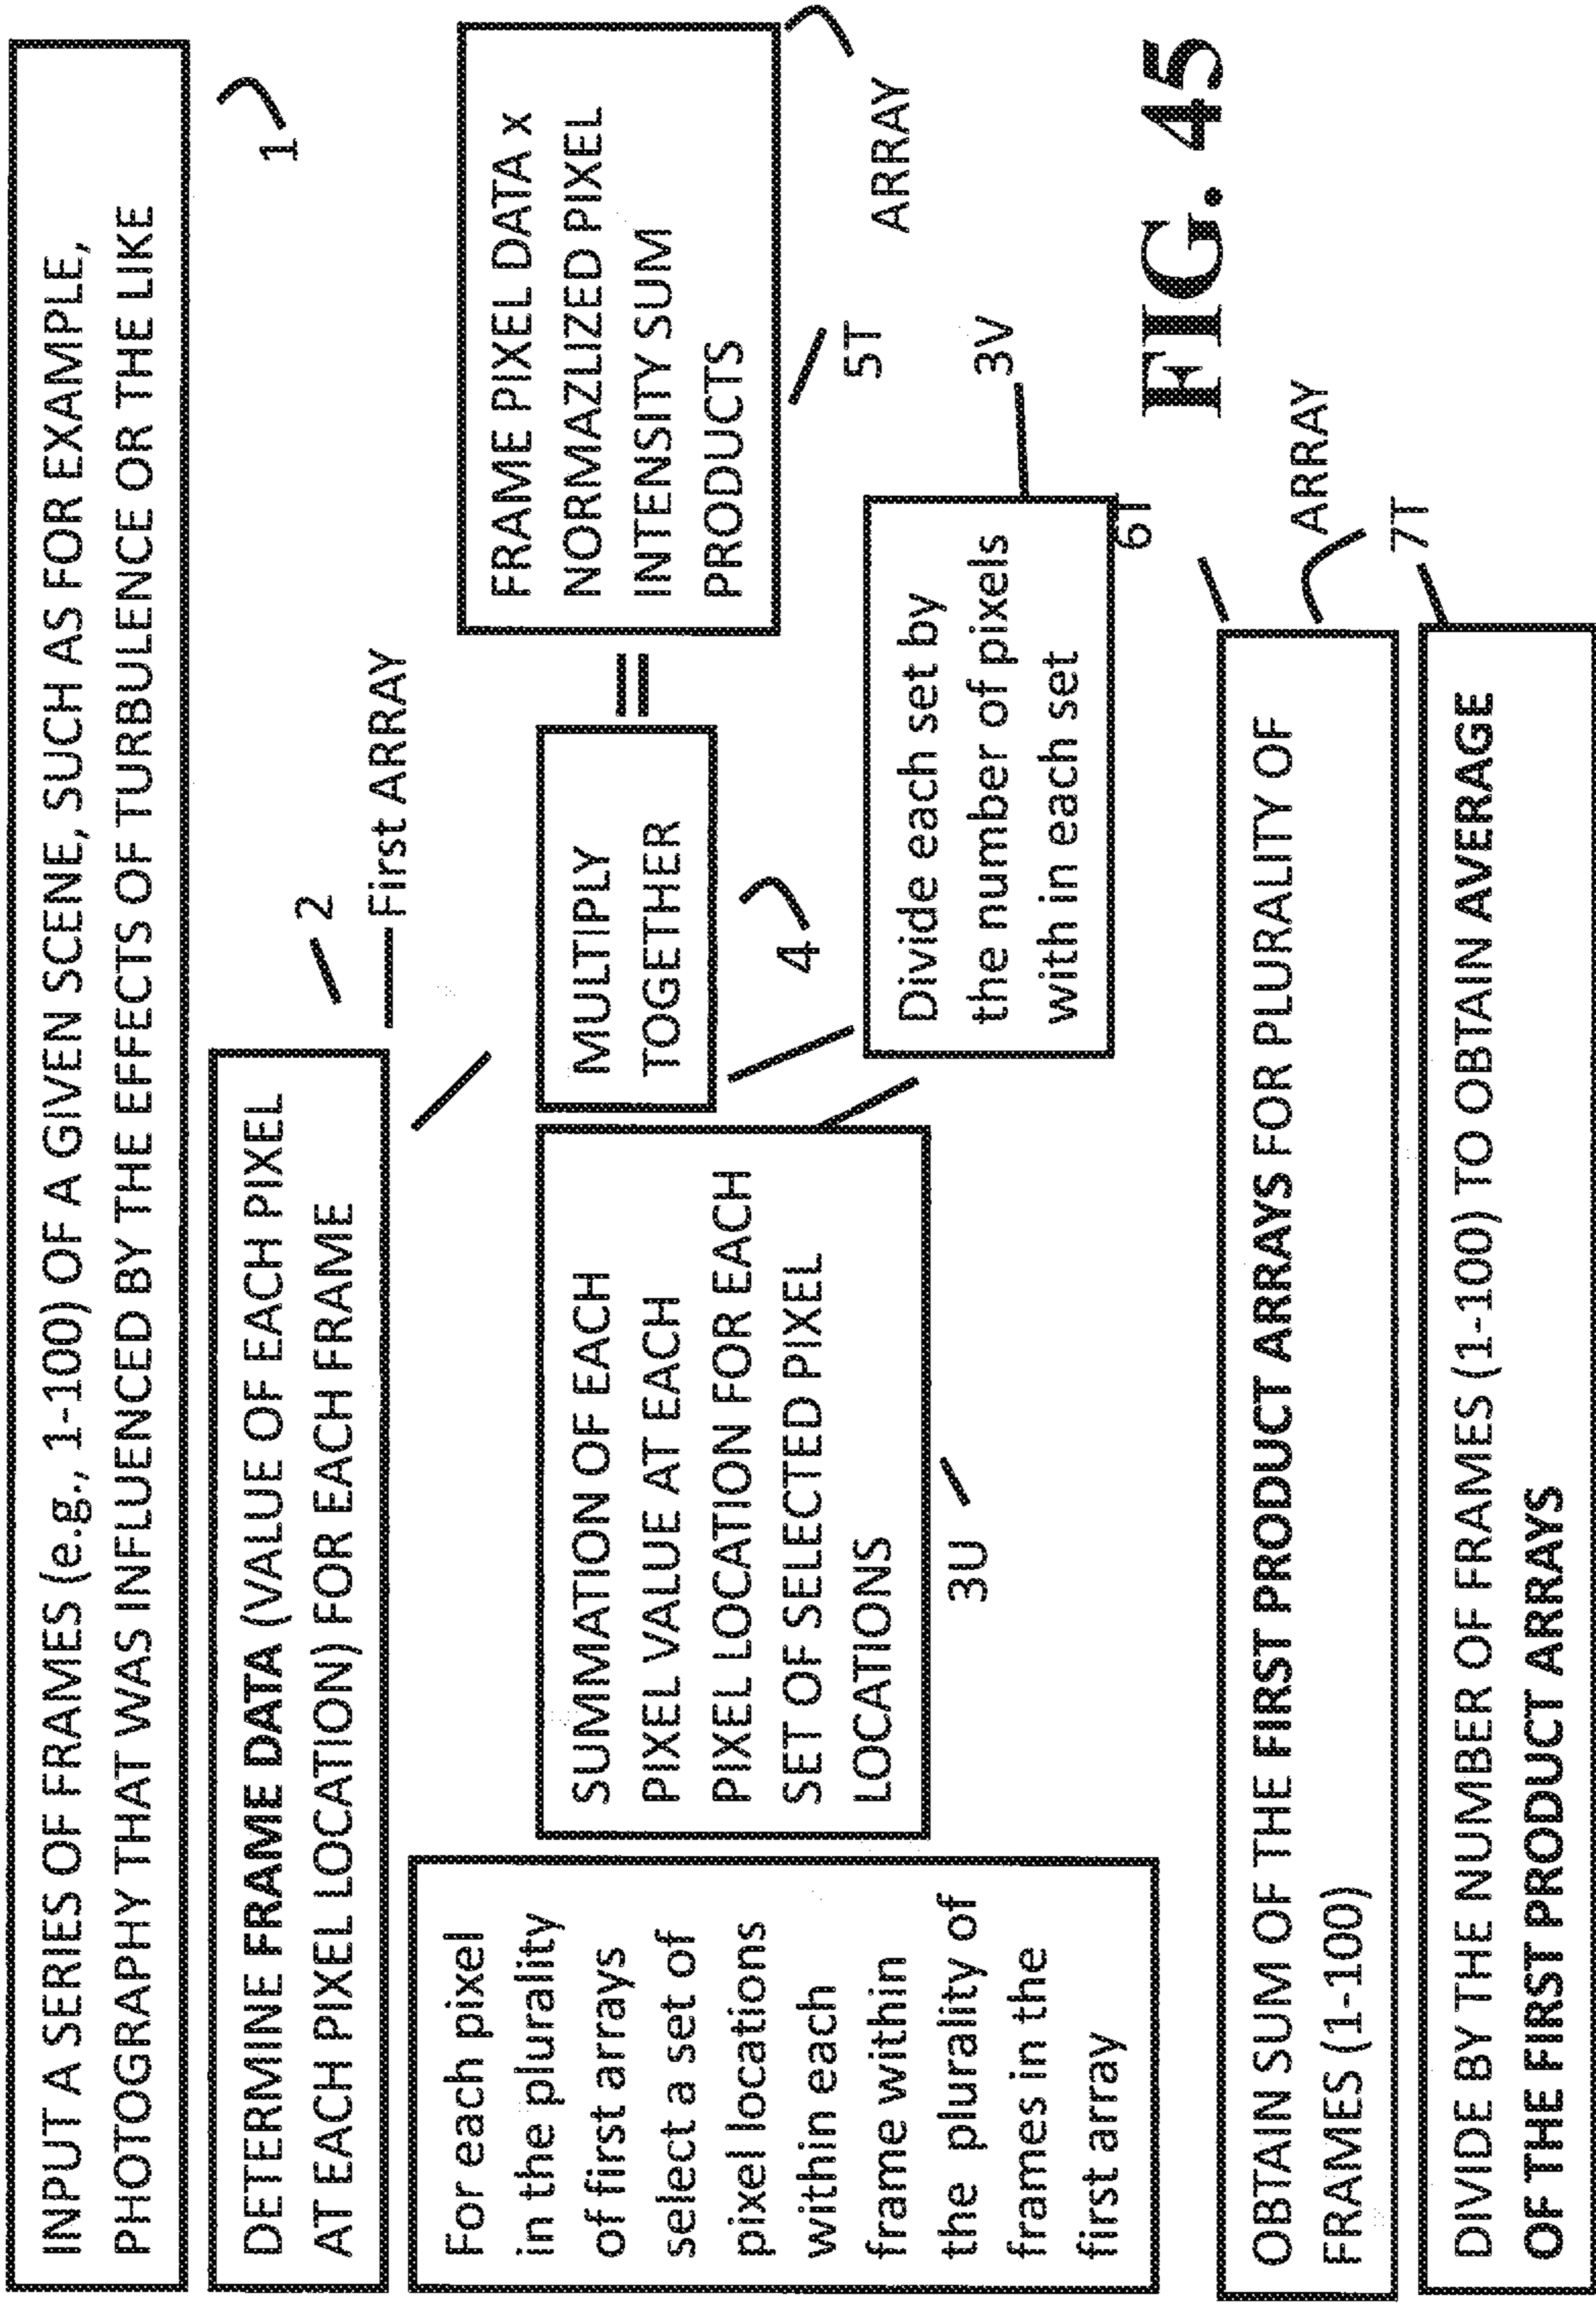 INPUT A SERIES OF FRAMES (e.g., 1-100) OF A GIVEN SCENE, SUCH AS FOR EXAMPLE,
PHOTOGRAPHY THAT WAS INFLUENCED BY THE EFFECTS OF TURBULENCE OR THE LIKE
1
DETERMINE FRAME DATA (VALUE OF EACH PIXEL
AT EACH PIXEL LOCATION) FOR EACH FRAME
2
First ARRAY
For each pixel
in the plurality
of first arrays
select a set of
pixel locations
within each
frame within
the plurality of
frames in the
first array
SUMMATION OF EACH
PIXEL VALUE AT EACH
PIXEL LOCATION FOR EACH
SET OF SELECTED PIXEL
LOCATIONS
3U
MULTIPLY
TOGETHER
4
=
FRAME PIXEL DATA x
NORMAZLIZED PIXEL
INTENSITY SUM
PRODUCTS
5T
ARRAY
Divide each set by
the number of pixels
with in each set
3V
6T
OBTAIN SUM OF THE FIRST PRODUCT ARRAYS FOR PLURALITY OF
FRAMES (1-100)
ARRAY
7T
DIVIDE BY THE NUMBER OF FRAMES (1-100) TO OBTAIN AVERAGE
OF THE FIRST PRODUCT ARRAYS
FIG. 45